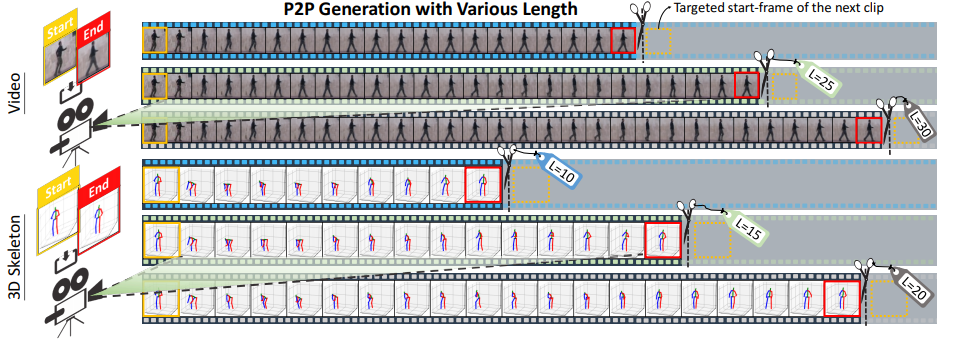 P2P Generation with Various Length
Targeted start-frame of the next clip
Start
End
Video
L=25
L=30
Start
End
3D Skeleton
L=10
L=15
L=20